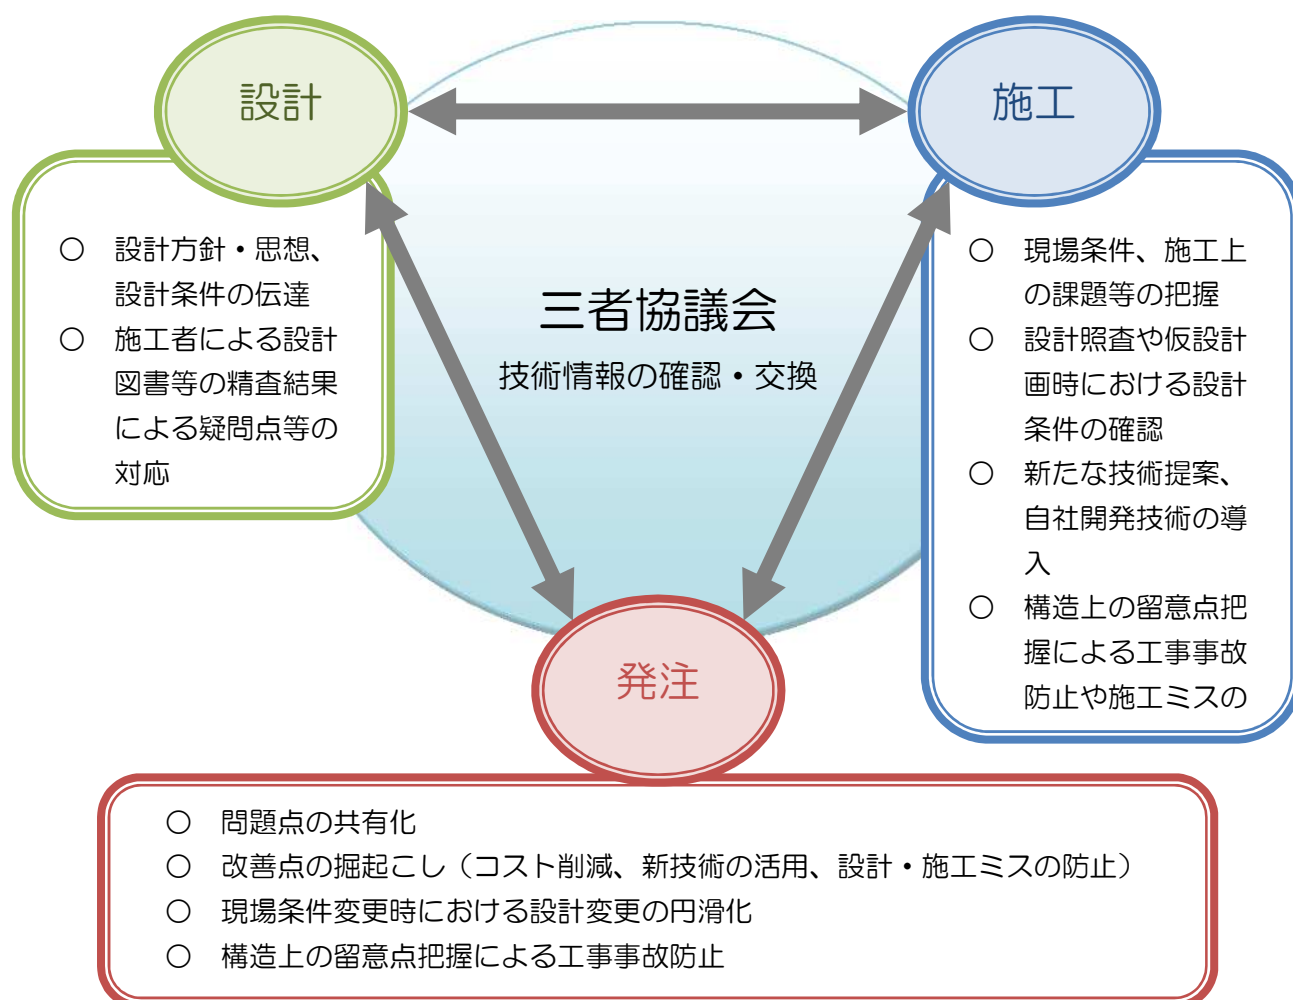 設計
施工
○ 設計方針・思想、
設計条件の伝達
○ 施工者による設計
図書等の精査結果
による疑問点等の
対応
三者協議会
技術情報の確認・交換
○ 現場条件、施工上
の課題等の把握
○ 設計照査や仮設計
画時における設計
条件の確認
○ 新たな技術提案、
自社開発技術の導
入
○ 構造上の留意点把
握による工事事故
防止や施工ミスの
発注
○ 問題点の共有化
○ 改善点の掘起こし（コスト削減、新技術の活用、設計・施工ミスの防止）
○ 現場条件変更時における設計変更の円滑化
○ 構造上の留意点把握による工事事故防止